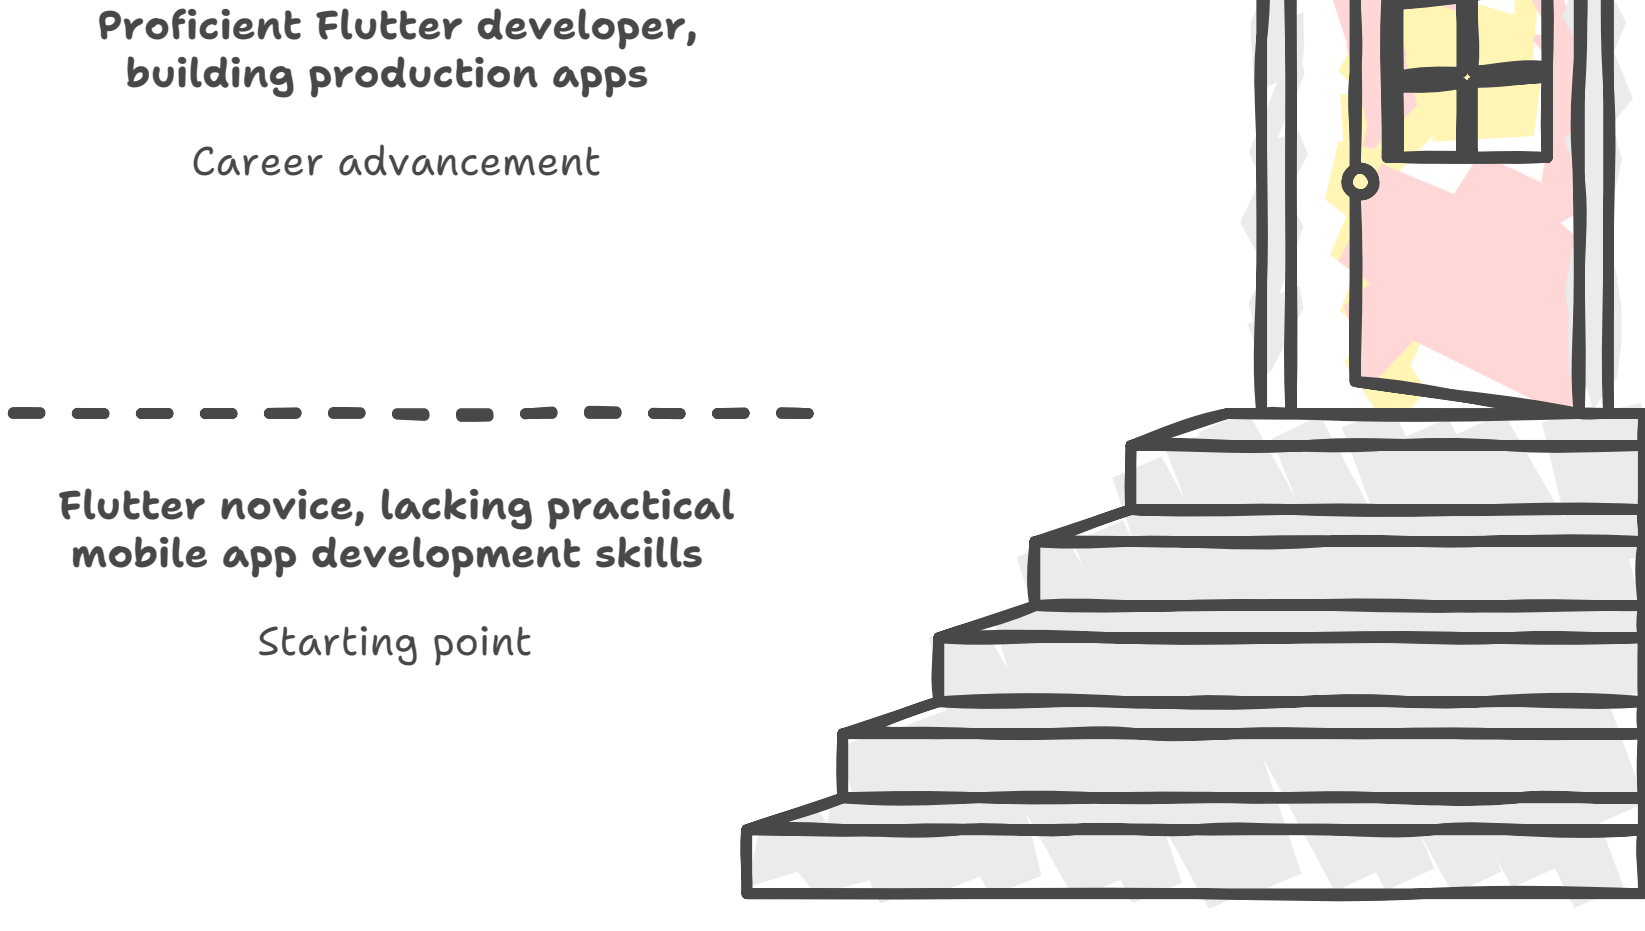 Proficient Flutter developer,
building production apps
Career advancement
Flutter novice, lacking practical
mobile app development skills
Starting point